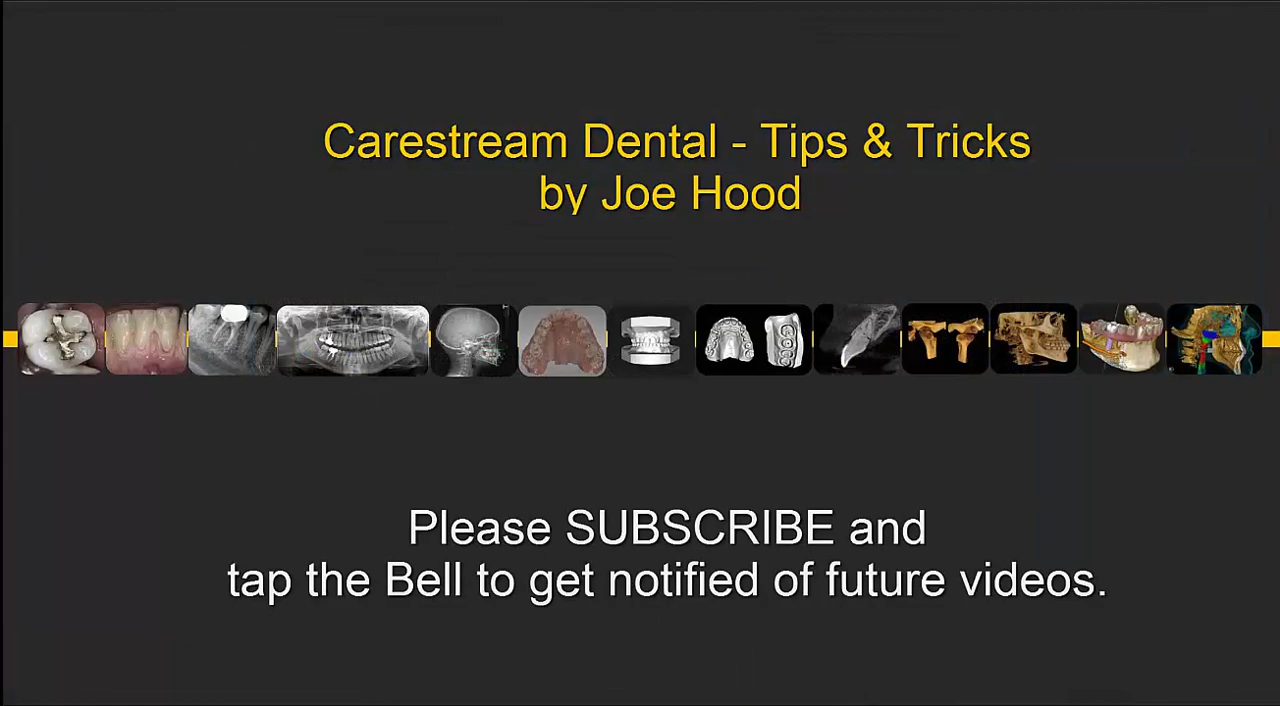 Carestream Dental - Tips & Tricks
by Joe Hood
Please SUBSCRIBE and
tap the Bell to get notified of future videos.